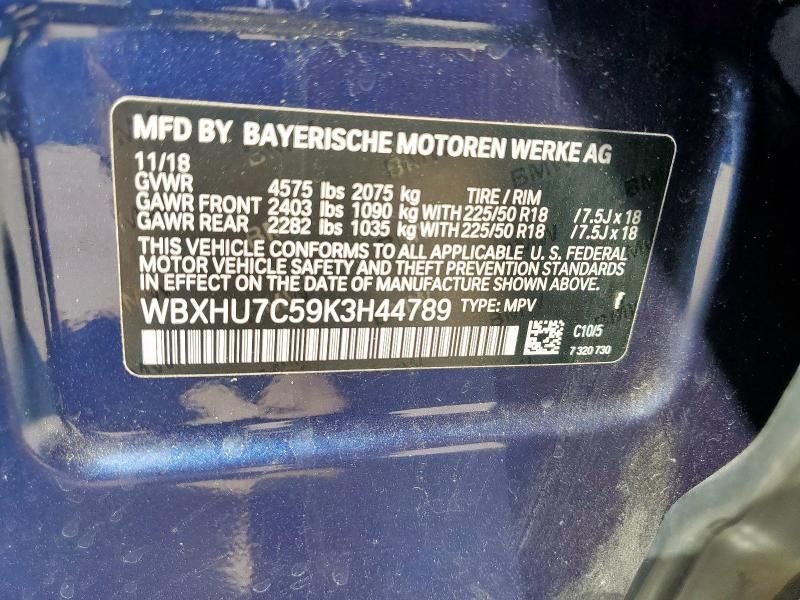 MFD BY BAYERISCHE MOTOREN WERKE AG
11/18
GVWR 4575 lbs 2075 kg TIRE / RIM
GAWR FRONT 2403 lbs 1090 kg WITH 225/50 R18 / 7.5J x 18
GAWR REAR 2282 lbs 1035 kg WITH 225/50 R18 / 7.5J x 18
THIS VEHICLE CONFORMS TO ALL APPLICABLE U. S. FEDERAL
MOTOR VEHICLE SAFETY AND THEFT PREVENTION STANDARDS
IN EFFECT ON THE DATE OF MANUFACTURE SHOWN ABOVE.
WBXHU7C59K3H44789 TYPE: MPV
C10/5
7 320 730